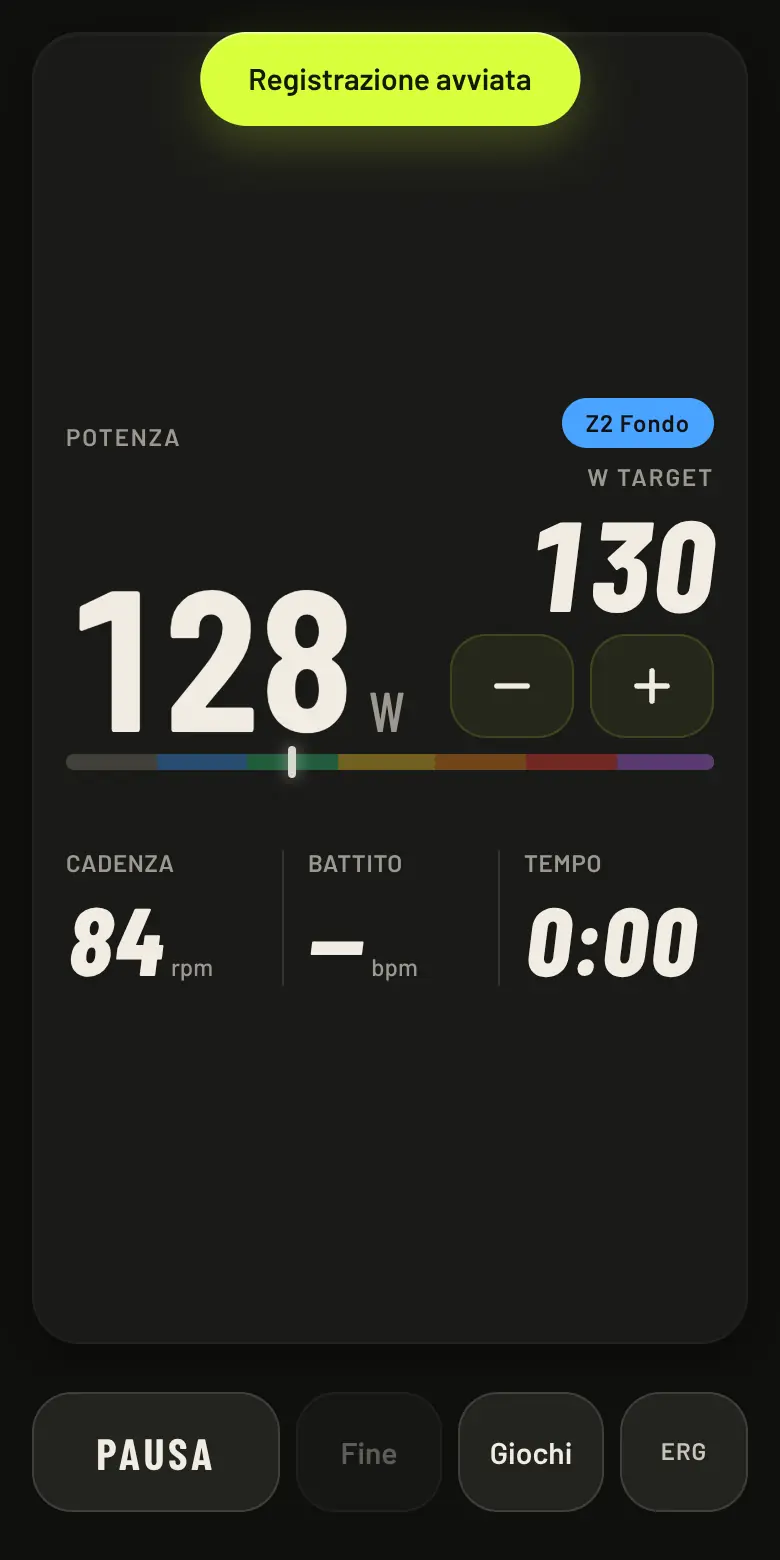 Registrazione avviata
POTENZA
Z2 Fondo
W TARGET
130
128 W
− +
CADENZA
84 rpm
BATTITO
– bpm
TEMPO
0:00
PAUSA
Fine
Giochi
ERG